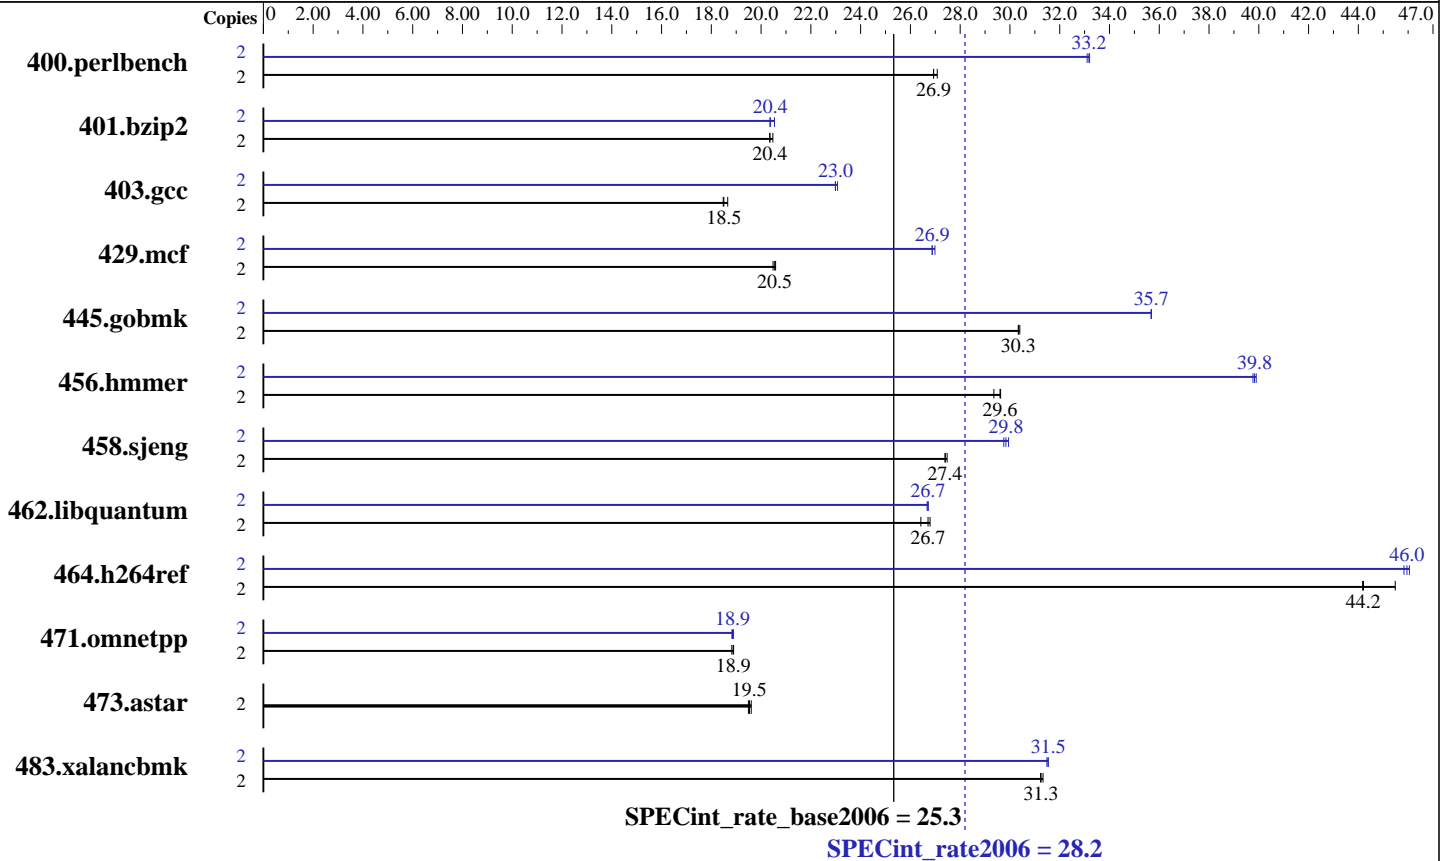 Copies 0 2.00 4.00 6.00 8.00 10.0 12.0 14.0 16.0 18.0 20.0 22.0 24.0 26.0 28.0 30.0 32.0 34.0 36.0 38.0 40.0 42.0 44.0 47.0
400.perlbench 2 33.2
2 26.9
401.bzip2 2 20.4
2 20.4
403.gcc 2 23.0
2 18.5
429.mcf 2 26.9
2 20.5
445.gobmk 2 35.7
2 30.3
456.hmmer 2 39.8
2 29.6
458.sjeng 2 29.8
2 27.4
462.libquantum 2 26.7
2 26.7
464.h264ref 2 46.0
2 44.2
471.omnetpp 2 18.9
2 18.9
473.astar 2 19.5
483.xalancbmk 2 31.5
2 31.3
SPECint_rate_base2006 = 25.3
SPECint_rate2006 = 28.2